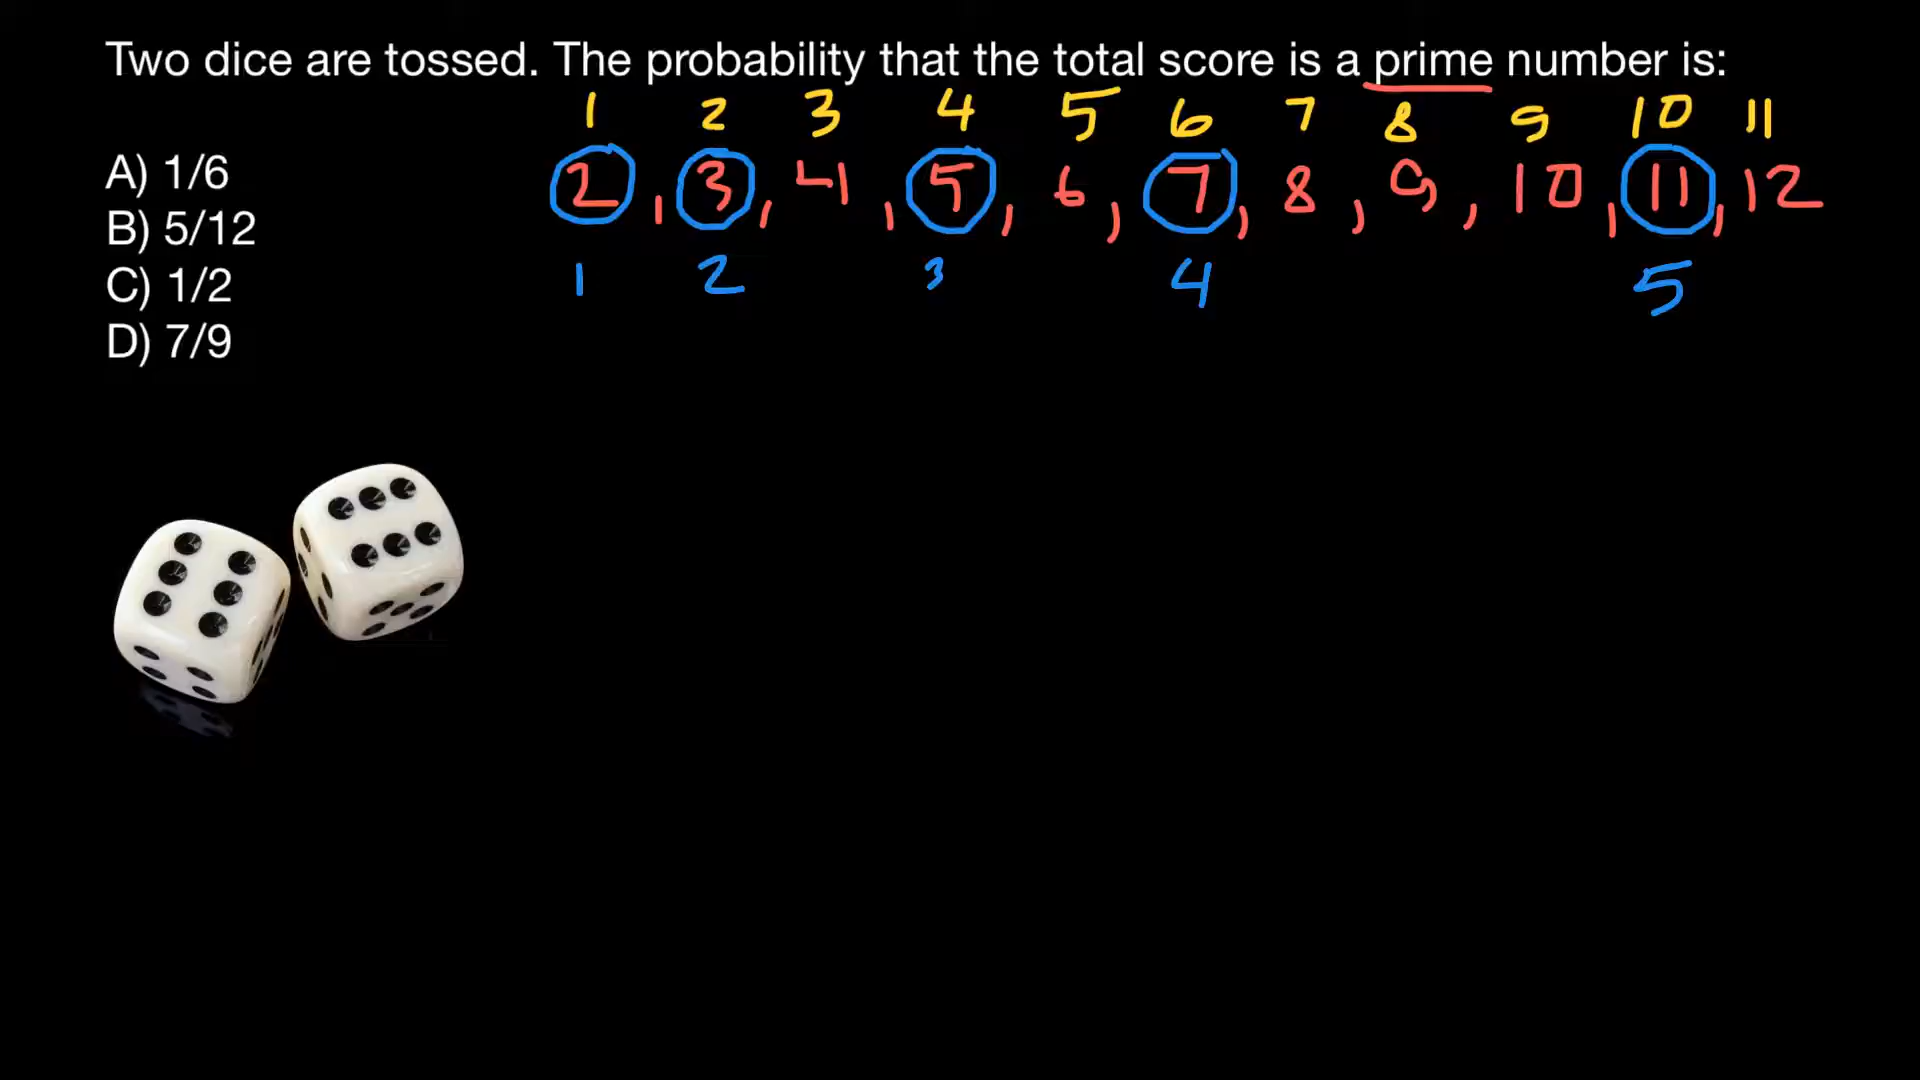 Two dice are tossed. The probability that the total score is a prime number is:
1 2 3 4 5 6 7 8 9 10 11
A) 1/6
2, 3, 4, 5, 6, 7, 8, 9, 10, 11, 12
B) 5/12
C) 1/2
1 2 3 4 5
D) 7/9